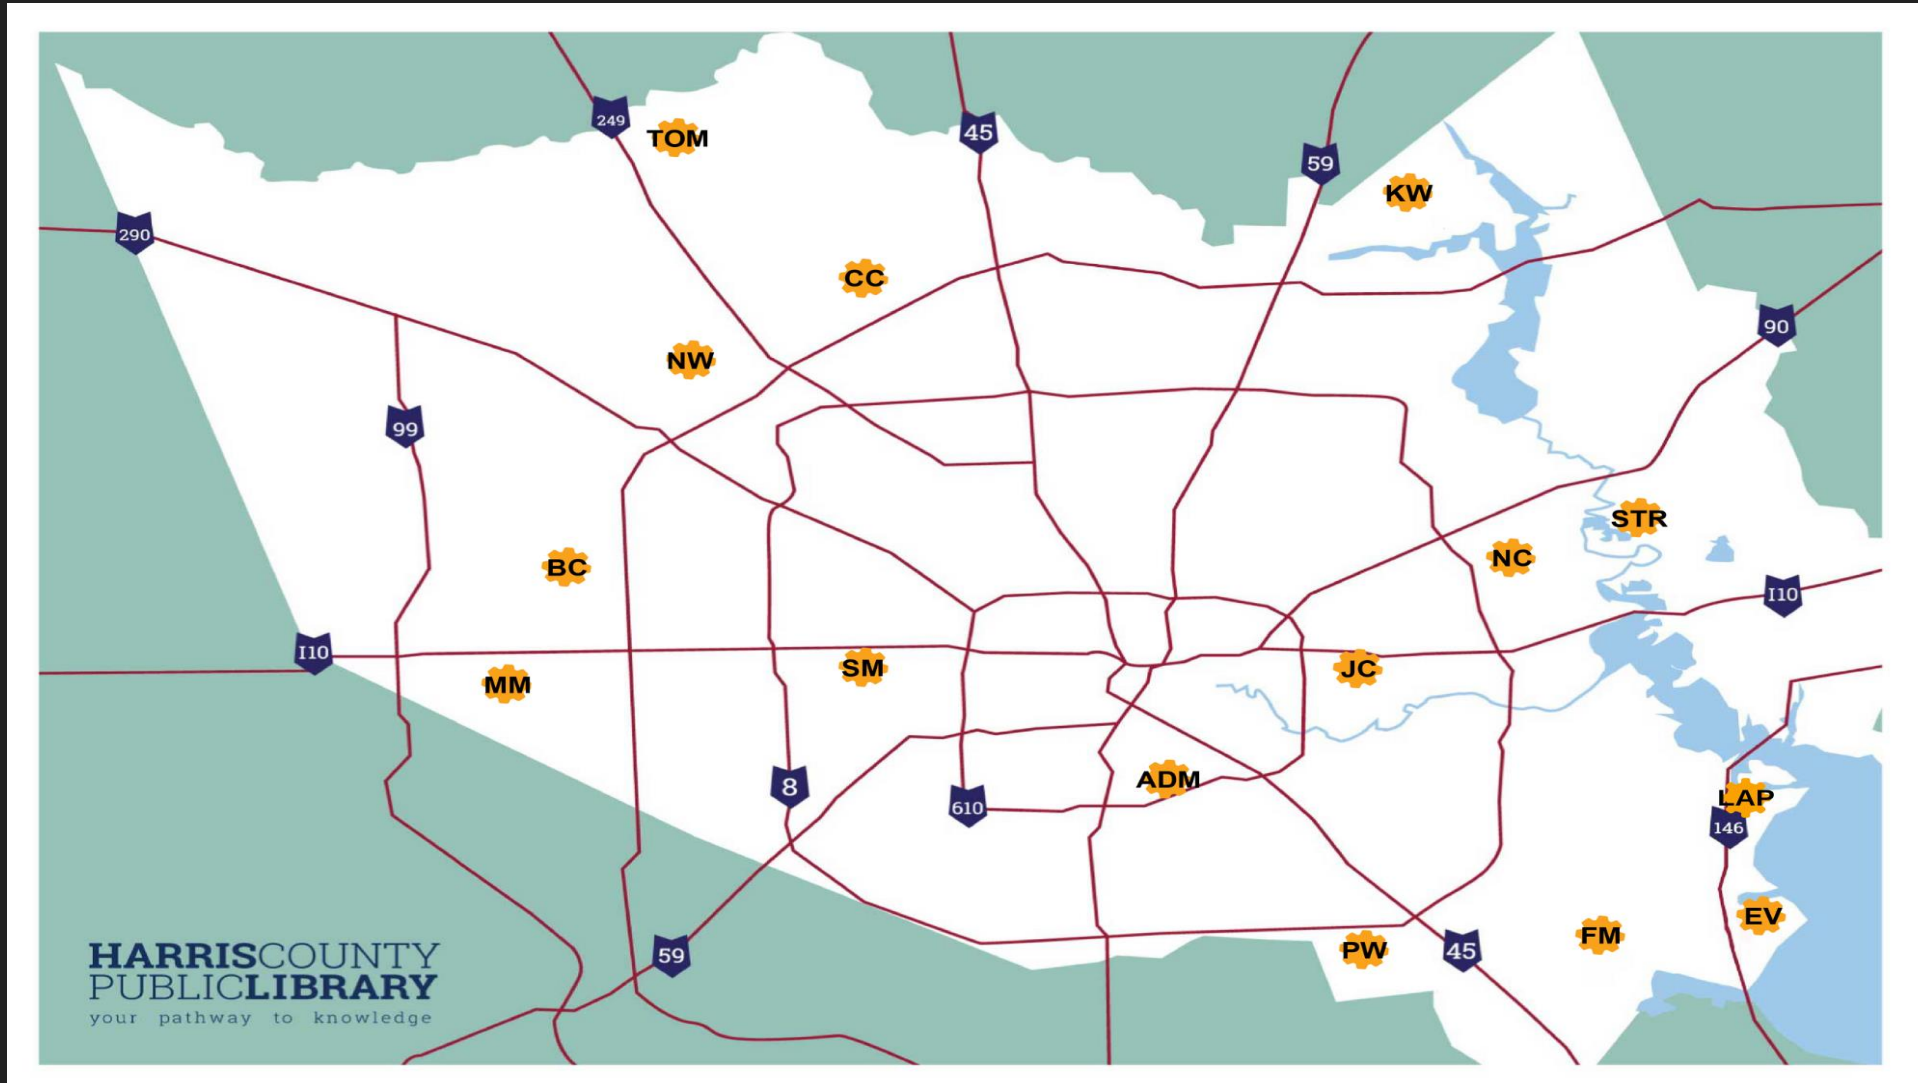 249
TOM
45
59
KW
290
CC
90
NW
99
STR
NC
BC
I10
I10
SM
JC
MM
ADM
8
610
LAP
146
EV
FM
PW
45
59
HARRISCOUNTY
PUBLICLIBRARY
your pathway to knowledge